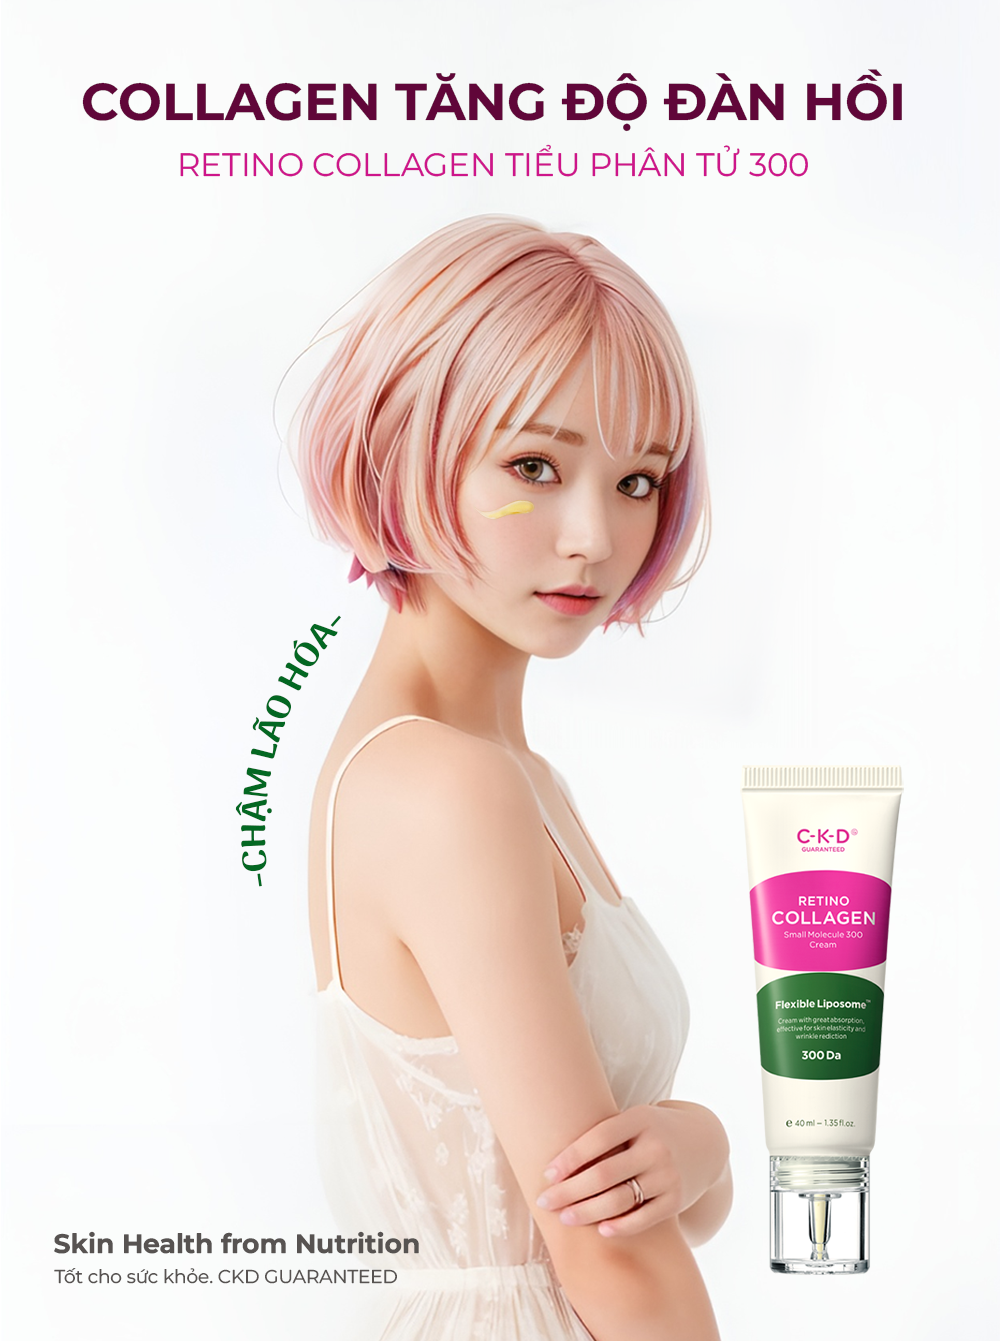 COLLAGEN TĂNG ĐỘ ĐÀN HỒI
RETINO COLLAGEN TIỂU PHÂN TỬ 300
-CHẬM LÃO HÓA-
C-K-D
GUARANTEED
RETINO
COLLAGEN
Small Molecule 300
Cream
Flexible Liposome™
Cream with great absorption,
effective for skin elasticity and
wrinkle rediction
300 Da
e 40 ml – 1.35 fl.oz.
Skin Health from Nutrition
Tốt cho sức khỏe. CKD GUARANTEED